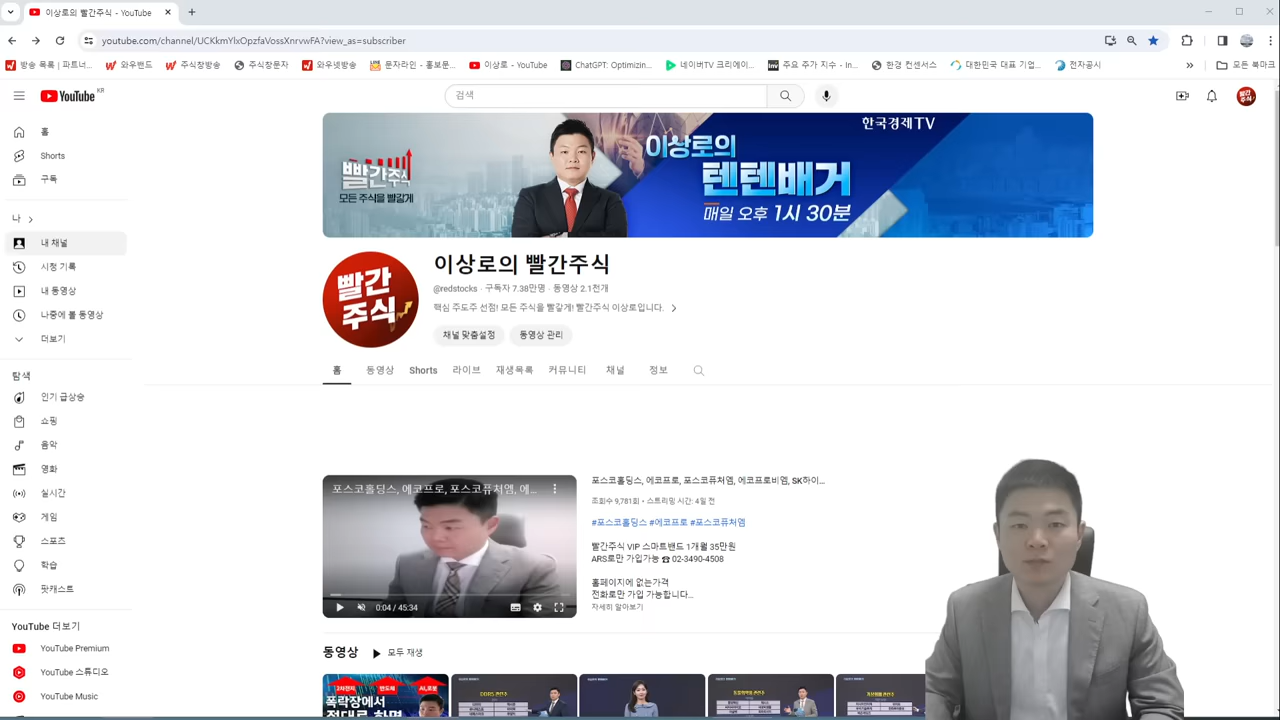 이상로의 빨간주식 - YouTube
youtube.com/channel/UCKkmYlxOpzfaVossXnrvwFA?view_as=subscriber
방송 목록 | 파트너...
와우밴드
주식창방송
주식창문자
와우넷방송
문자라인 - 홍보문...
이상로 - YouTube
ChatGPT: Optimizing...
네이버TV 크리에이...
주요 주가 지수 - In...
한경 컨센서스
대한민국 대표 기업...
전자공시
»
모든 북마크
YouTube KR
검색
빨간주식
홈
Shorts
구독
나
내 채널
시청 기록
내 동영상
나중에 볼 동영상
더보기
탐색
인기 급상승
쇼핑
음악
영화
실시간
게임
스포츠
학습
팟캐스트
YouTube 더보기
YouTube Premium
YouTube 스튜디오
YouTube Music
한국경제TV
빨간주식
모든 주식을 빨갛게
이상로의
텐텐배거
매일 오후 1시 30분
빨간
주식
이상로의 빨간주식
@redstocks · 구독자 7.38만명 · 동영상 2.1천개
핵심 주도주 선점! 모든 주식을 빨갛게! 빨간주식 이상로입니다.
채널 맞춤설정
동영상 관리
홈
동영상
Shorts
라이브
재생목록
커뮤니티
채널
정보
포스코홀딩스, 에코프로, 포스코퓨처엠, 에...
0:04 / 45:34
포스코홀딩스, 에코프로, 포스코퓨처엠, 에코프로비엠, SK하이...
조회수 9,781회 • 스트리밍 시간: 4일 전
#포스코홀딩스 #에코프로 #포스코퓨처엠
빨간주식 VIP 스마트밴드 1개월 35만원
ARS로만 가입가능 ☎ 02-3490-4508
홈페이지에 없는가격
전화로만 가입 가능합니다...
자세히 알아보기
동영상
모두 재생
2차전지
반도체
AI,로봇
폭락장에서
절대로 하면